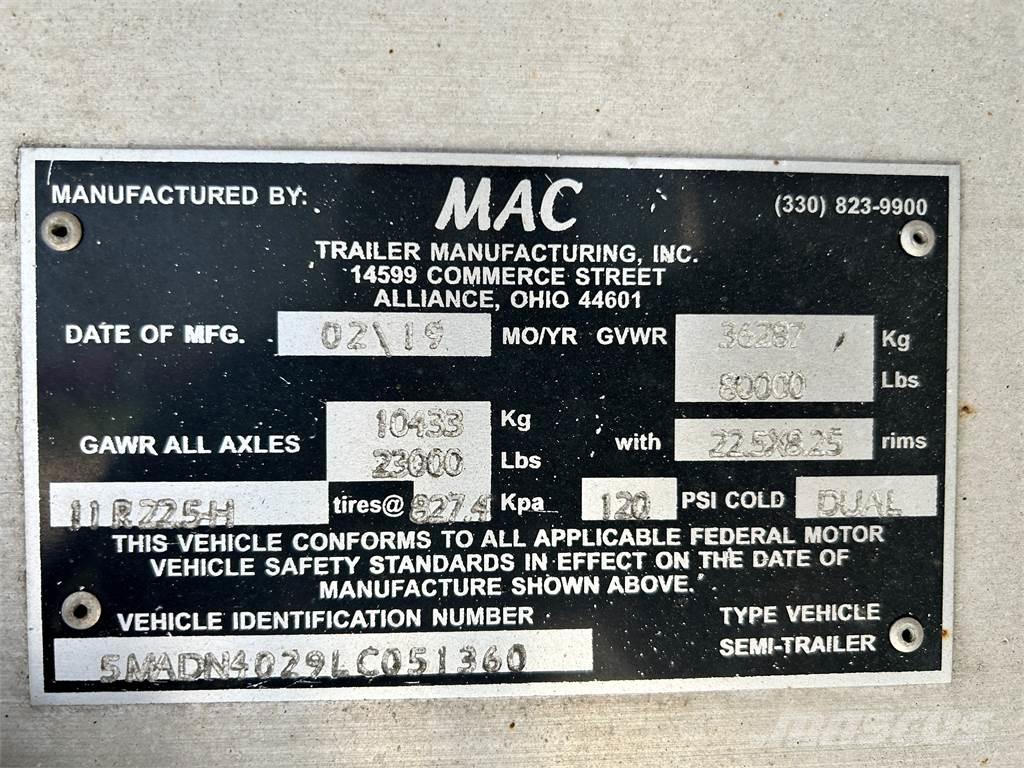 MANUFACTURED BY: MAC (330) 823-9900
TRAILER MANUFACTURING, INC.
14599 COMMERCE STREET
ALLIANCE, OHIO 44601
DATE OF MFG. 02\19 MO/YR GVWR 36287 Kg
80000 Lbs
GAWR ALL AXLES 10433 Kg
23000 Lbs
with 22.5X8.25 rims
11R22.5H tires@ 827.4 Kpa 120 PSI COLD DUAL
THIS VEHICLE CONFORMS TO ALL APPLICABLE FEDERAL MOTOR
VEHICLE SAFETY STANDARDS IN EFFECT ON THE DATE OF
MANUFACTURE SHOWN ABOVE.
VEHICLE IDENTIFICATION NUMBER TYPE VEHICLE
5MADN4029LC051360 SEMI-TRAILER
mascus